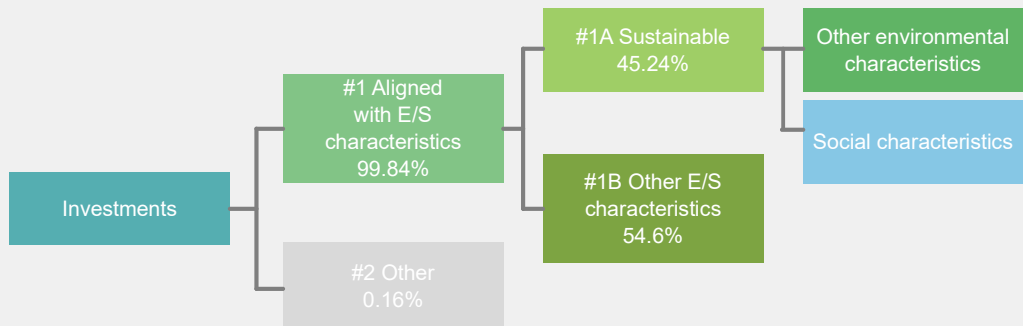 Investments
#1 Aligned
with E/S
characteristics
99.84%
#2 Other
0.16%
#1A Sustainable
45.24%
#1B Other E/S
characteristics
54.6%
Other environmental
characteristics
Social characteristics